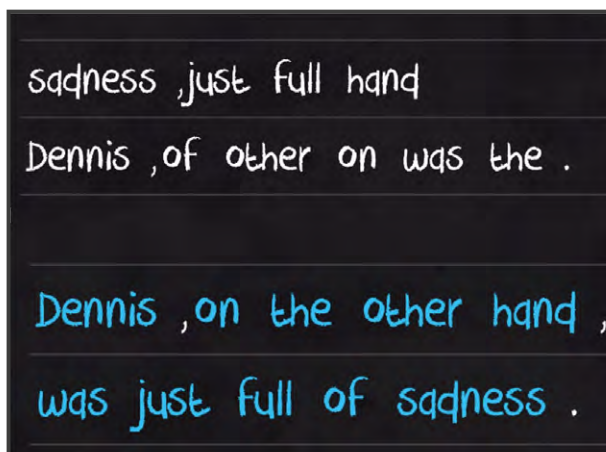 sadness ,just full hand
Dennis ,of other on was the .
Dennis ,on the other hand ,
was just full of sadness .